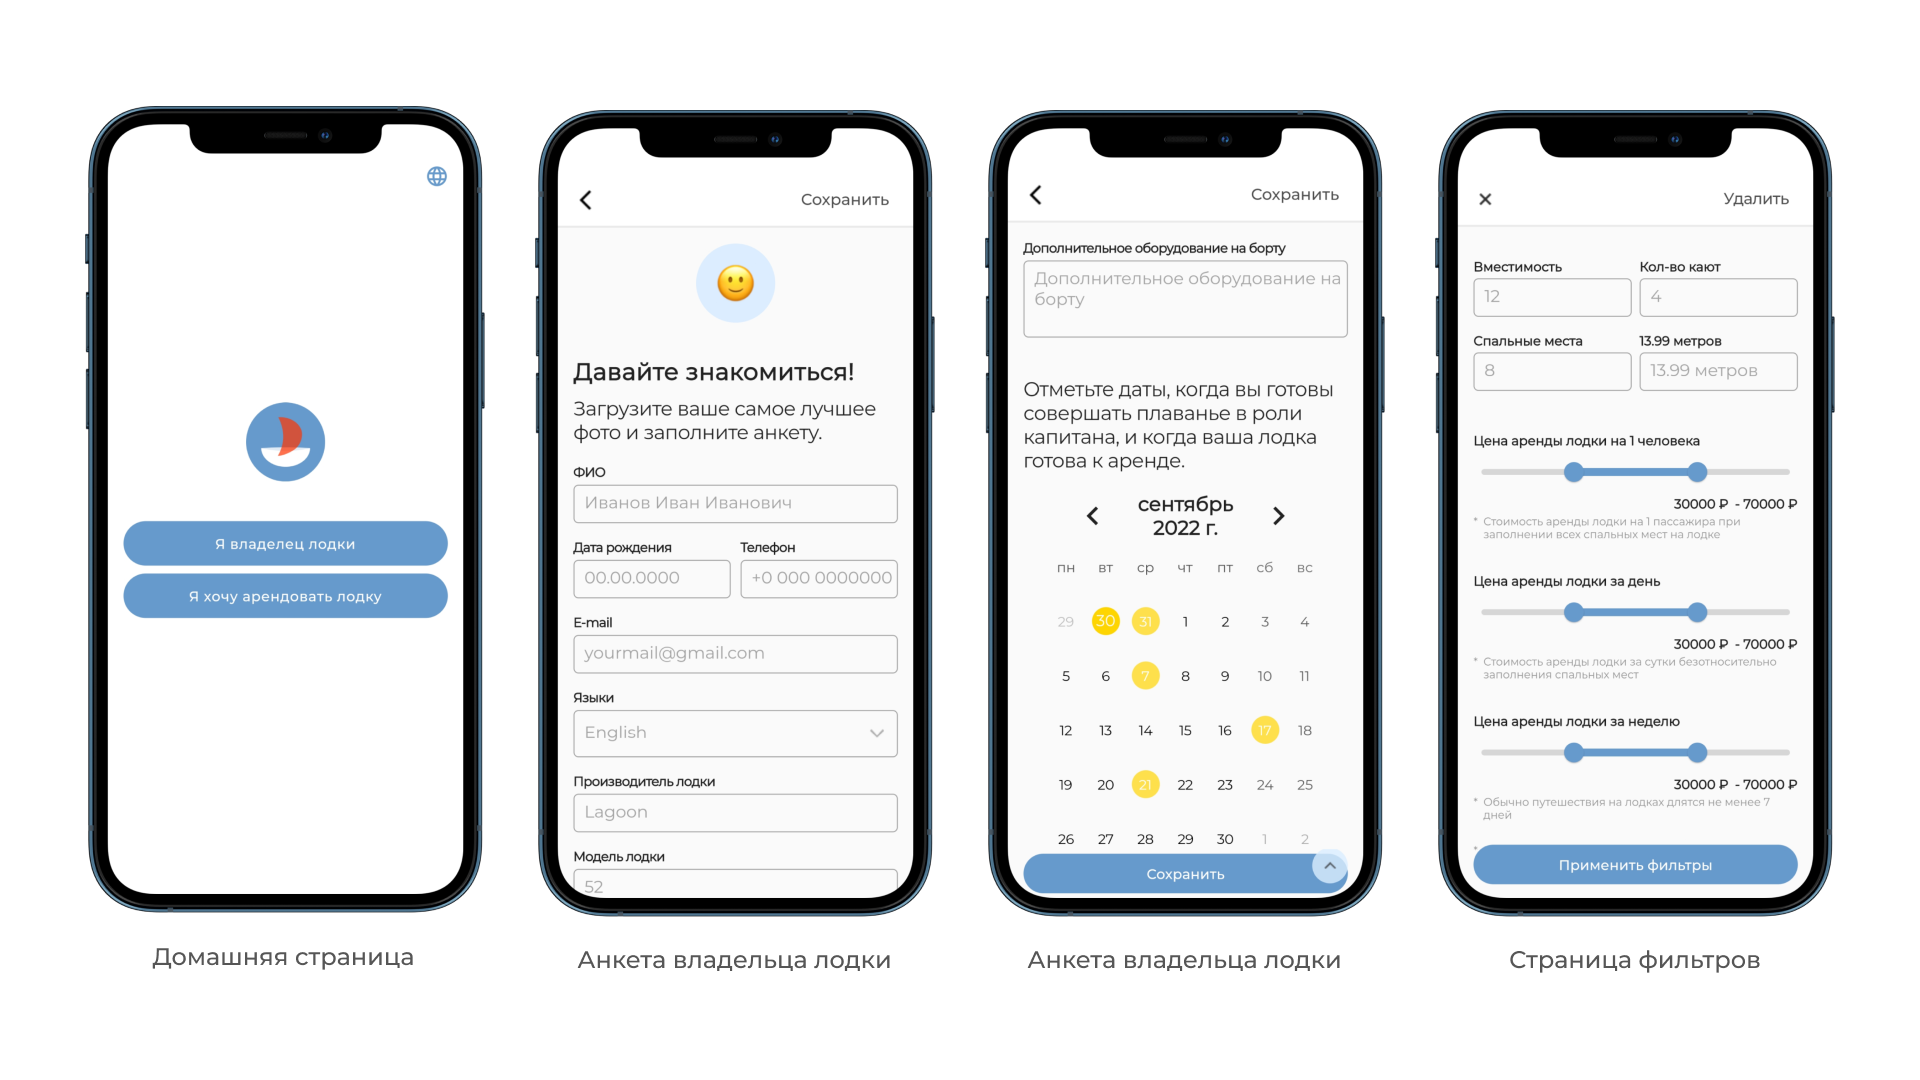 Я владелец лодки
Я хочу арендовать лодку
Домашняя страница
Сохранить
Давайте знакомиться!
Загрузите ваше самое лучшее
фото и заполните анкету.
ФИО
Иванов Иван Иванович
Дата рождения Телефон
00.00.0000 +0 000 0000000
E-mail
yourmail@gmail.com
Языки
English
Производитель лодки
Lagoon
Модель лодки
52
Анкета владельца лодки
Сохранить
Дополнительное оборудование на борту
Дополнительное оборудование на
борту
Отметьте даты, когда вы готовы
совершать плаванье в роли
капитана, и когда ваша лодка
готова к аренде.
сентябрь
2022 г.
пн вт ср чт пт сб вс
29 30 31 1 2 3 4
5 6 7 8 9 10 11
12 13 14 15 16 17 18
19 20 21 22 23 24 25
26 27 28 29 30 1 2
Сохранить
Анкета владельца лодки
Удалить
Вместимость Кол-во кают
12 4
Спальные места 13.99 метров
8 13.99 метров
Цена аренды лодки на 1 человека
30000 ₽ - 70000 ₽
* Стоимость аренды лодки на 1 пассажира при
заполнении всех спальных мест на лодке
Цена аренды лодки за день
30000 ₽ - 70000 ₽
* Стоимость аренды лодки за сутки безотносительно
заполнения спальных мест
Цена аренды лодки за неделю
30000 ₽ - 70000 ₽
* Обычно путешествия на лодках длятся не менее 7
дней
*
Применить фильтры
Страница фильтров